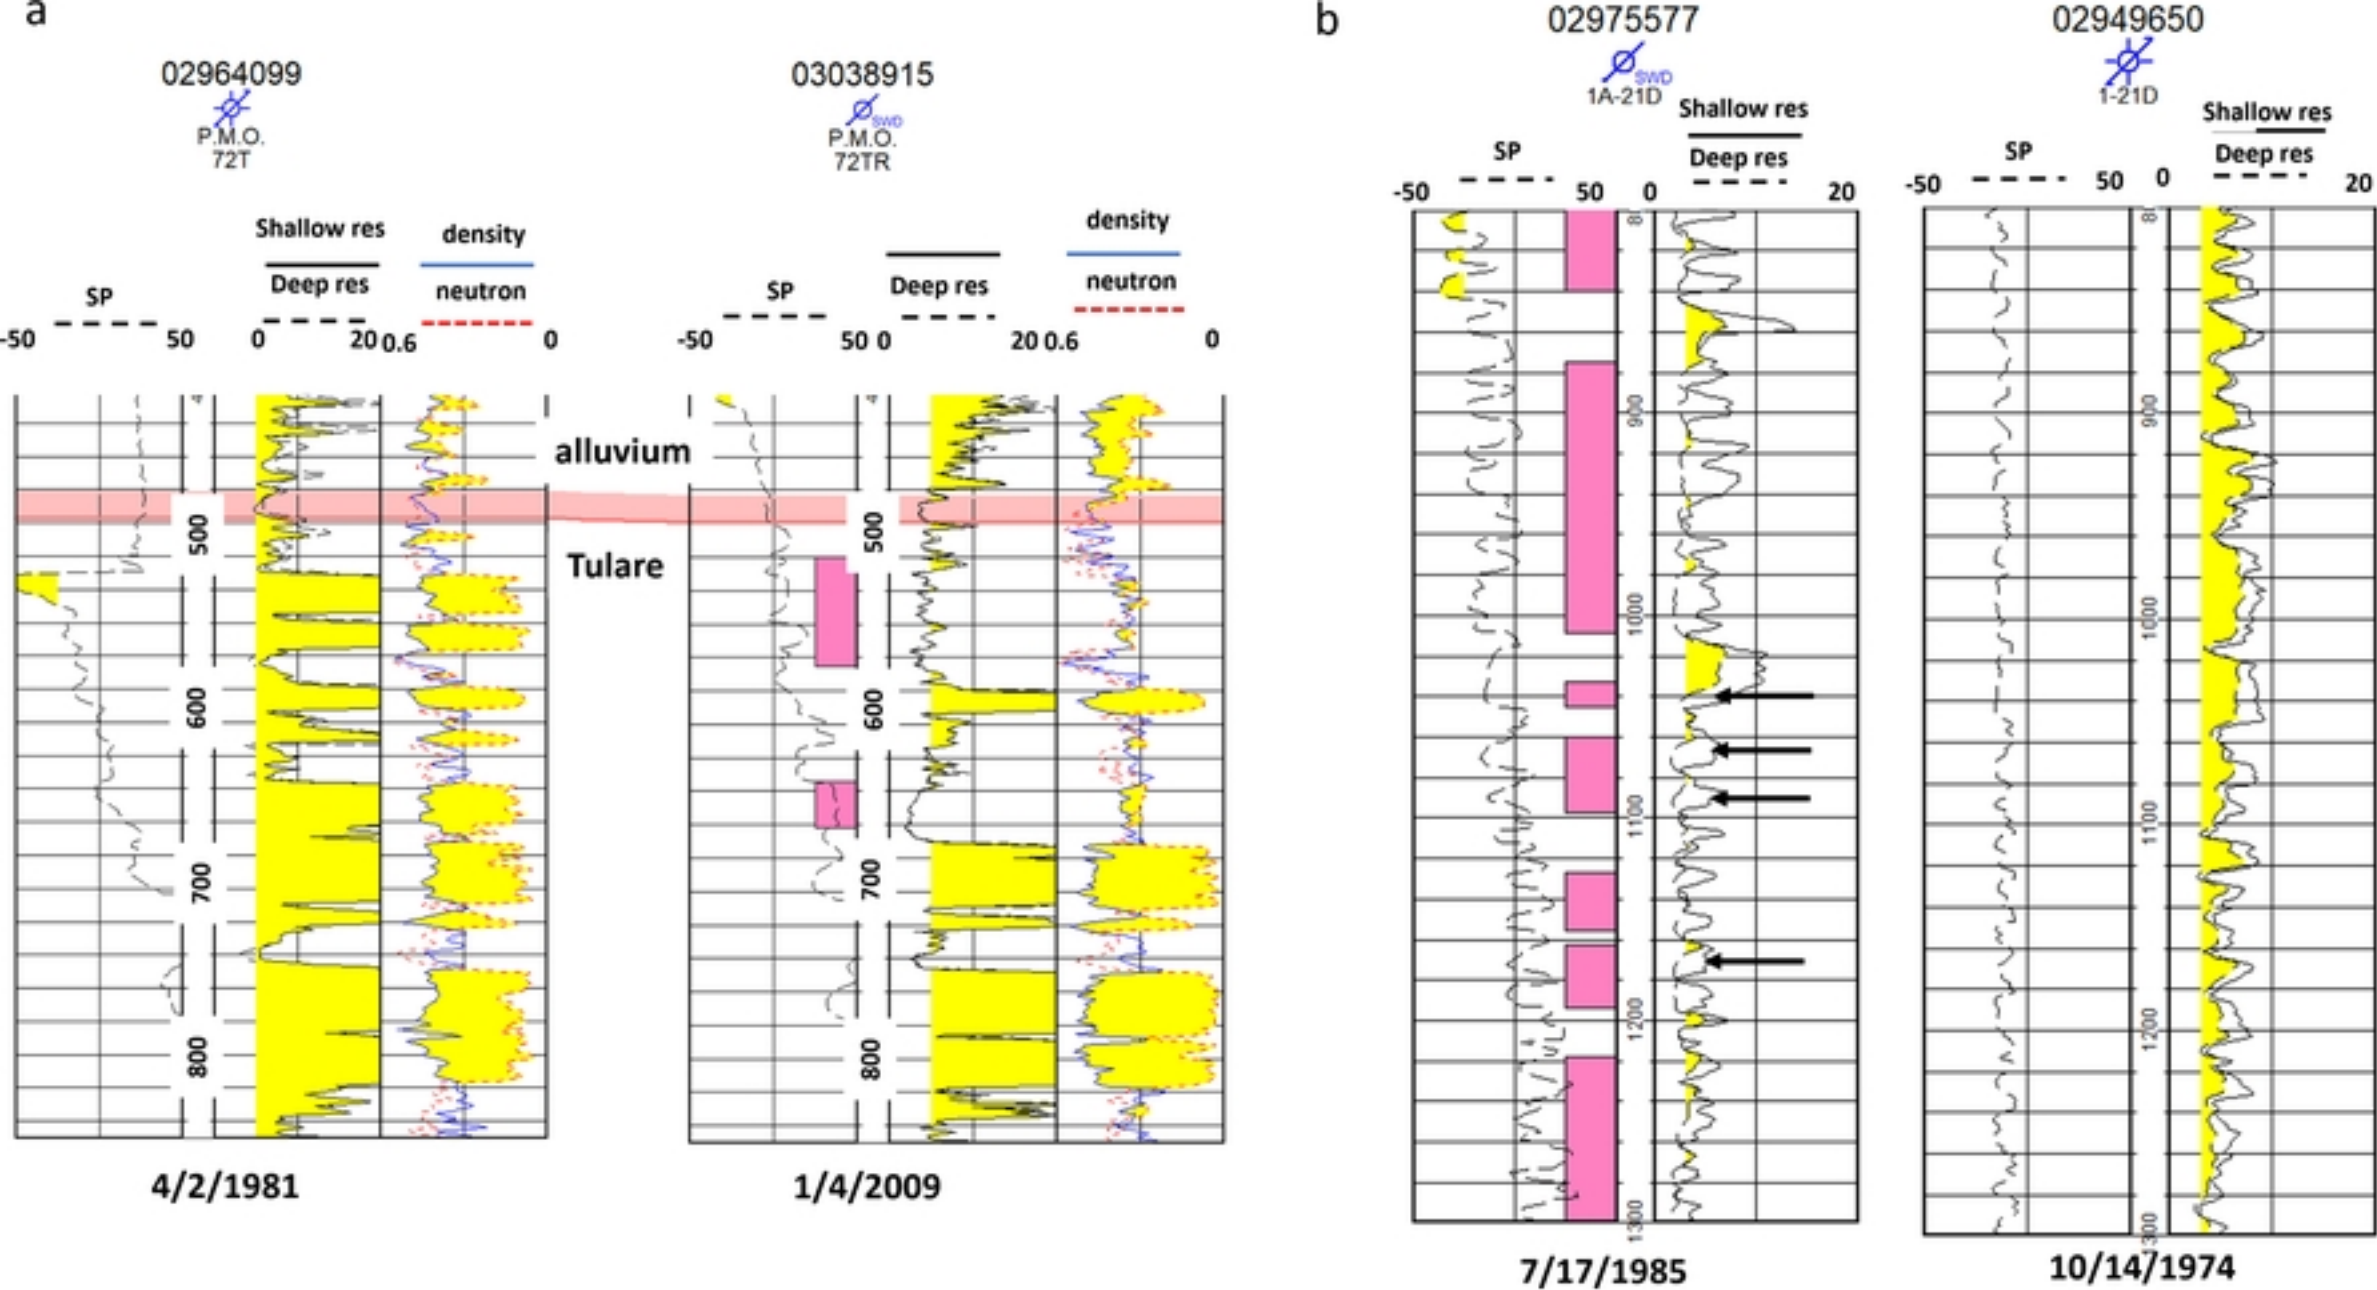 a
02964099
P.M.O.
72T
Shallow res
Deep res
density
neutron
SP
-50
50
0
20
0.6
0
4
500
600
700
800
4/2/1981
alluvium
Tulare
03038915
SWD
P.M.O.
72TR
Deep res
density
neutron
SP
-50
50
0
20
0.6
0
4
500
600
700
800
1/4/2009
b
02975577
SWD
1A-21D
Shallow res
Deep res
SP
-50
50
0
20
8
900
1000
1100
1200
1300
7/17/1985
02949650
1-21D
Shallow res
Deep res
SP
-50
50
0
20
8
900
1000
1100
1200
1300
10/14/1974